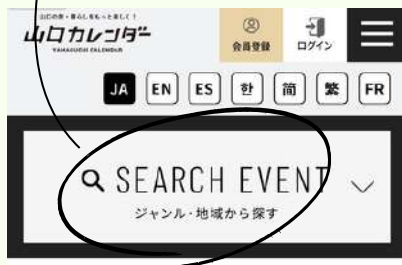 山口の旅・暮らしをもっと楽しく！
山口カレンダー
YAMAGUCHI CALENDAR
会員登録
ログイン
JA EN ES 한 简 繁 FR
SEARCH EVENT
ジャンル・地域から探す